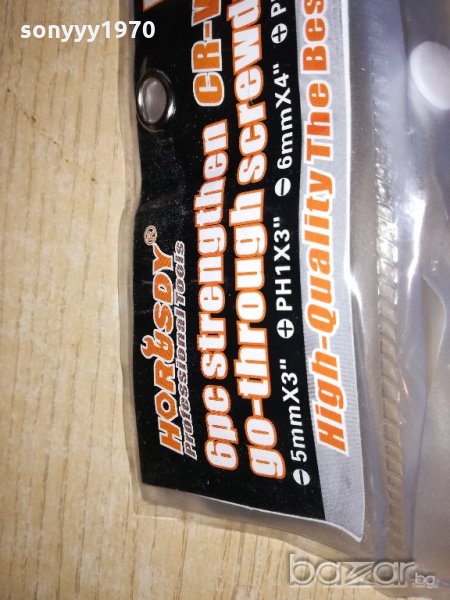 sonyyy1970
HORUSDY®
Professional Tools
6pc strengthen CR-V
go-through screwd
⊖ 5mmX3" ⊕ PH1X3" ⊖ 6mmX4" ⊕ P
High-Quality The Bes
bazar.bg